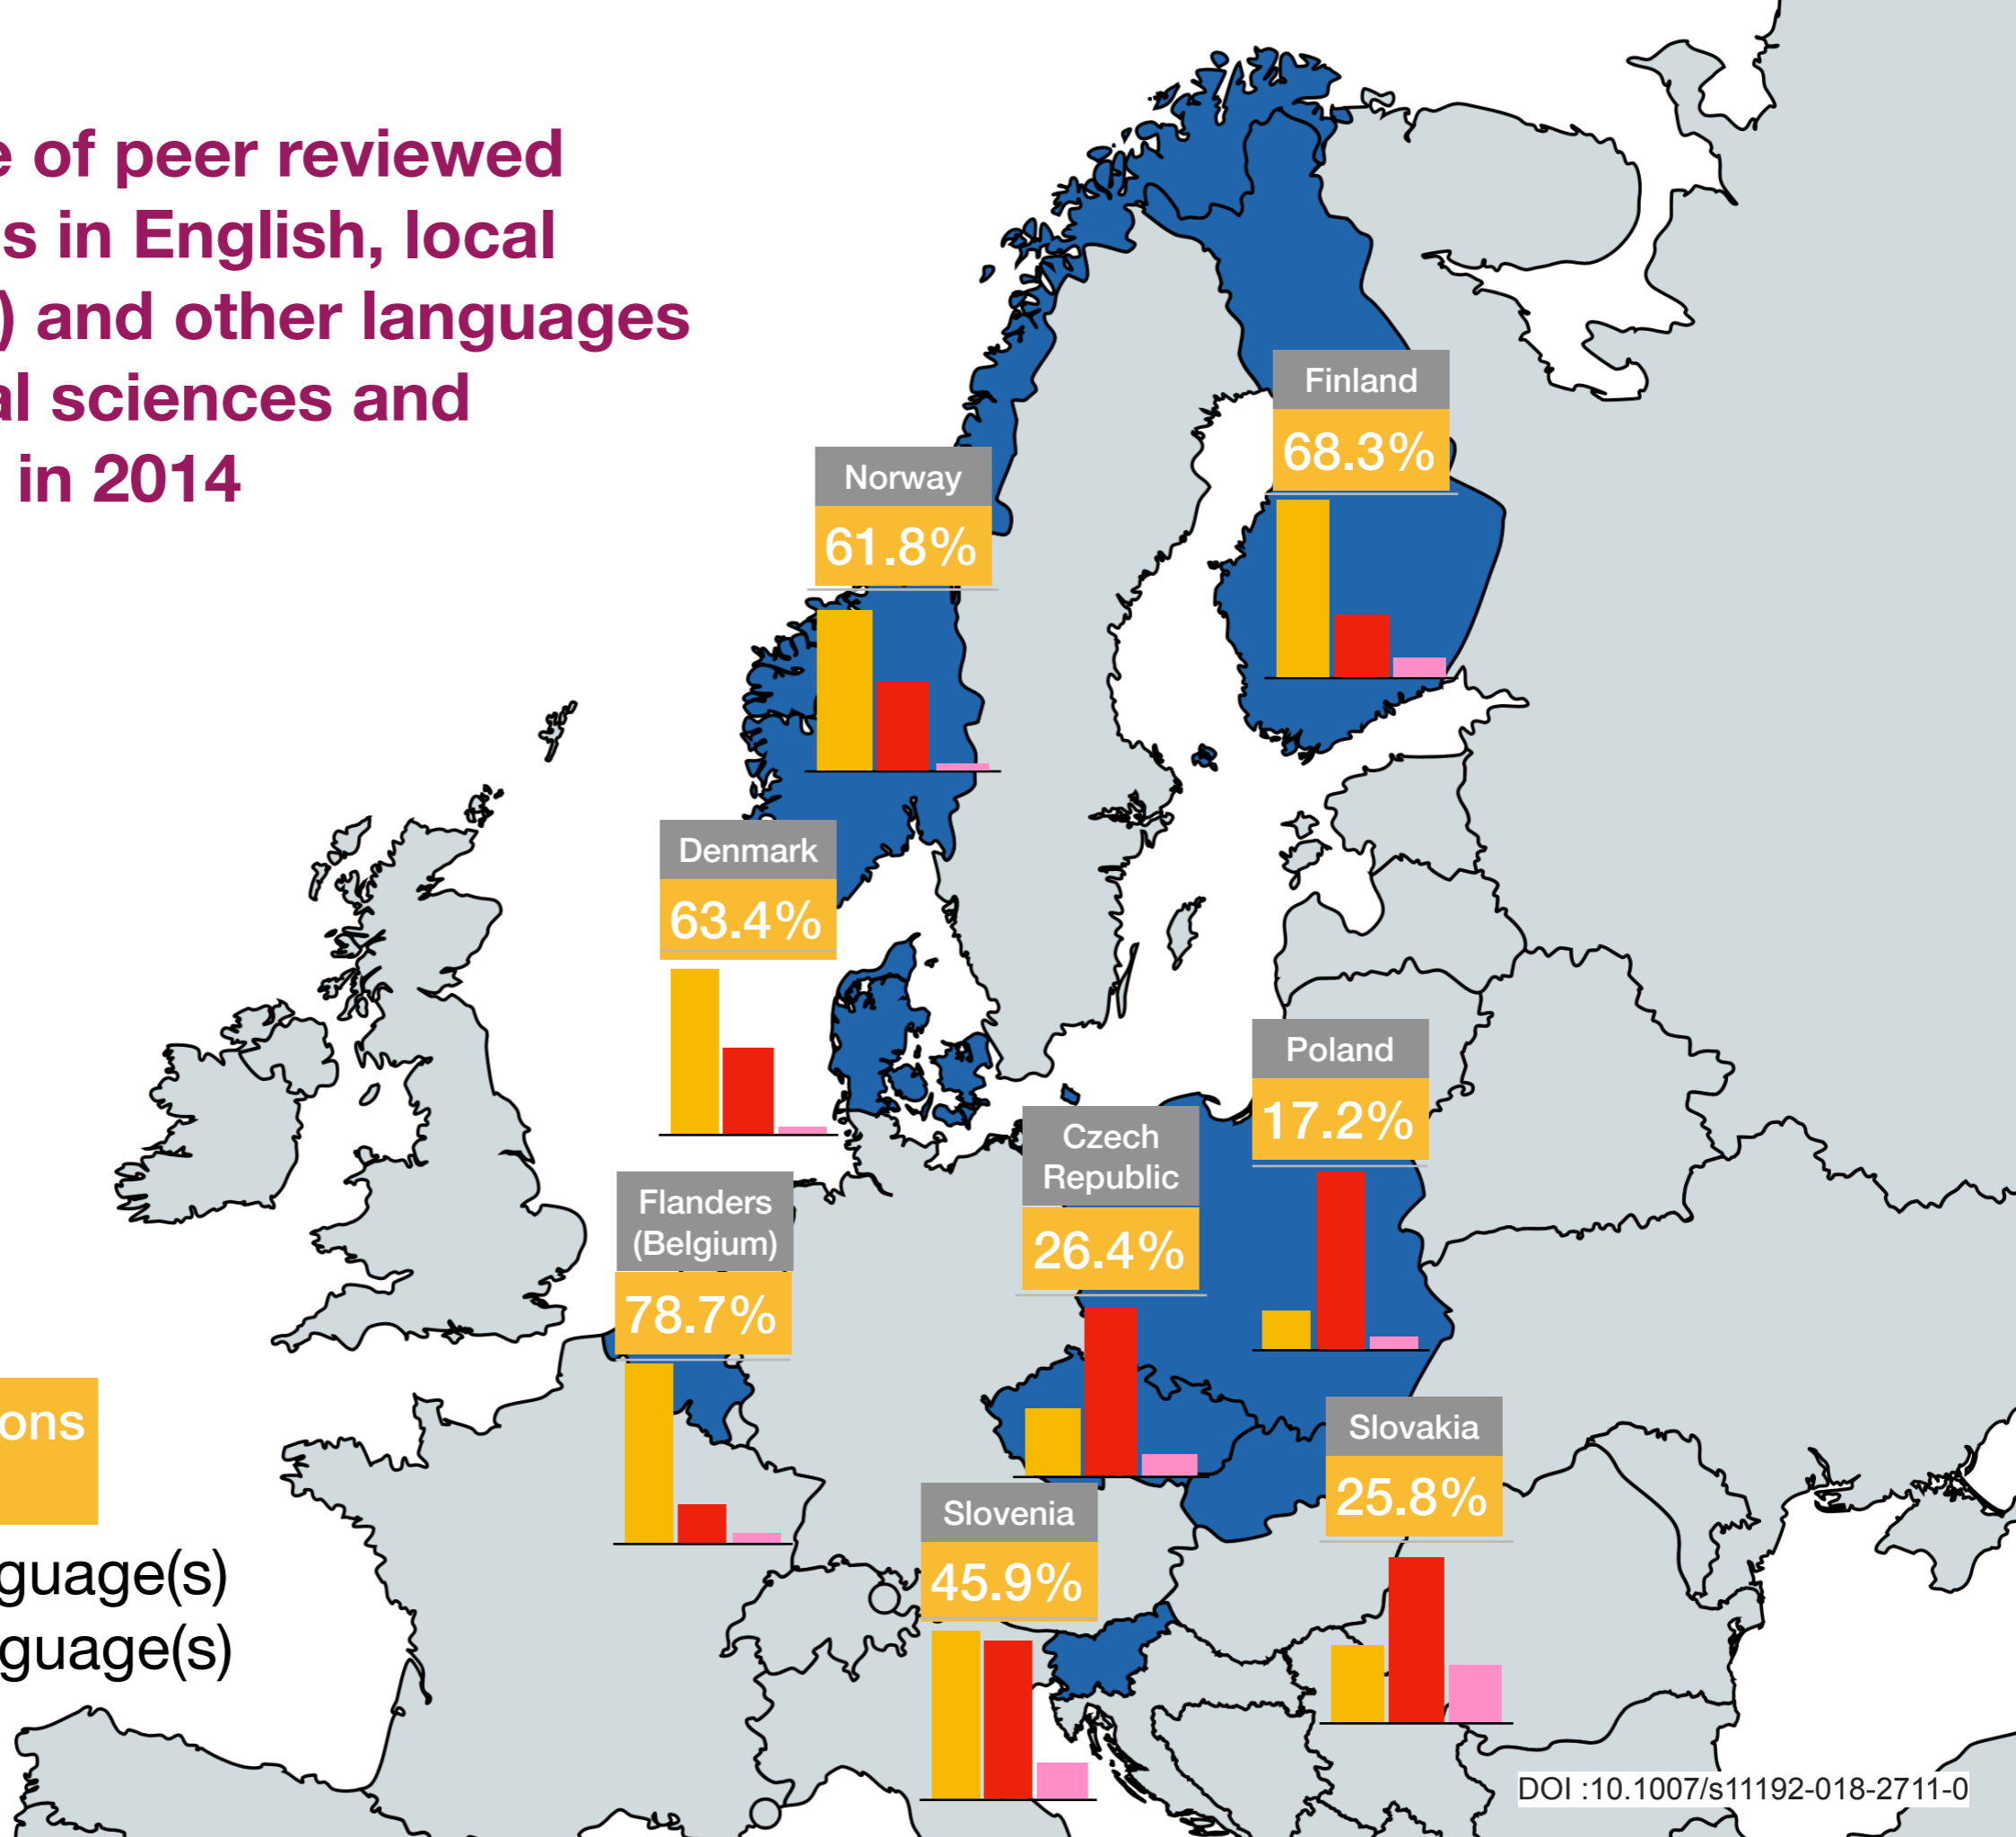 e of peer reviewed
s in English, local
) and other languages
al sciences and
in 2014
Finland
68.3%
Norway
61.8%
Denmark
63.4%
Poland
17.2%
Czech
Republic
26.4%
Flanders
(Belgium)
78.7%
Slovakia
25.8%
Slovenia
45.9%
ons
guage(s)
guage(s)
DOI :10.1007/s11192-018-2711-0